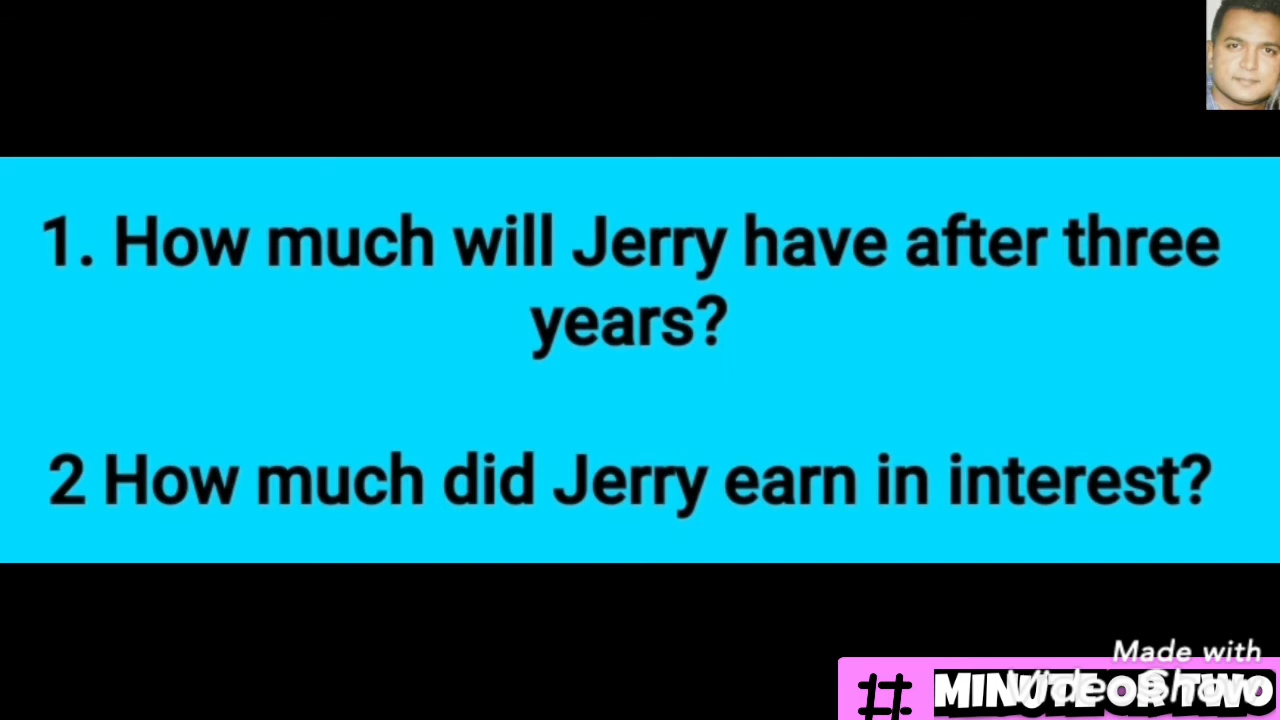 1. How much will Jerry have after three
years?
2 How much did Jerry earn in interest?
Made with
VideoShow
# MINUTE OR TWO